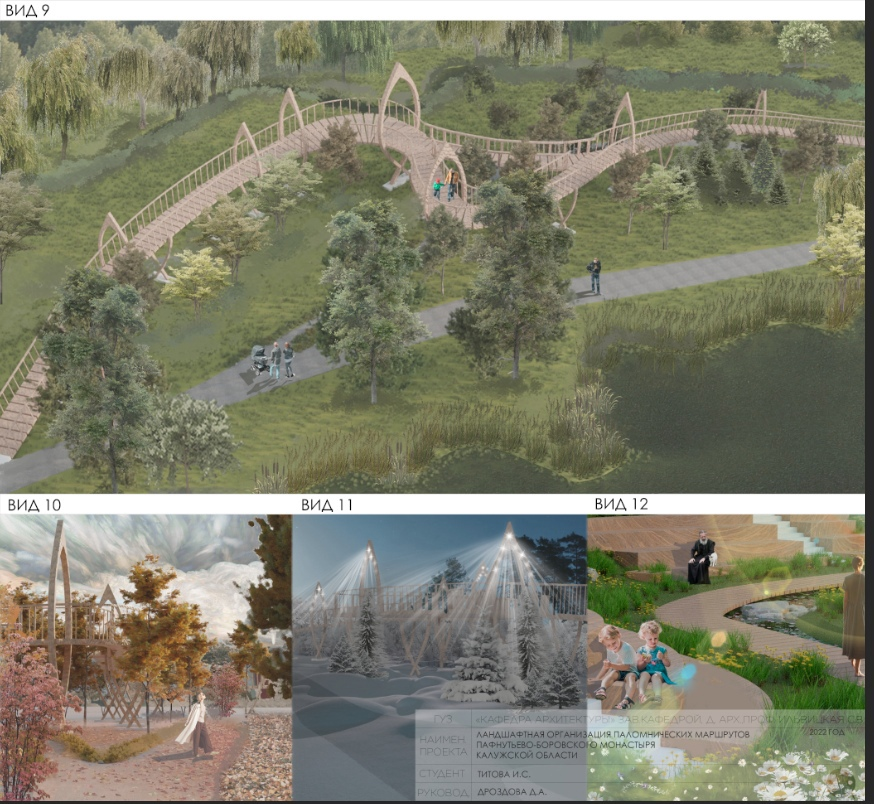 ВИД 9
ВИД 10
ВИД 11
ВИД 12
ГУЗ «КАФЕДРА АРХИТЕКТУРЫ» ЗАВ.КАФЕДРОЙ, Д. АРХ.ПРОФ.
НАИМЕН. ПРОЕКТА
ЛАНДШАФТНАЯ ОРГАНИЗАЦИЯ ПАЛОМНИЧЕСКИХ МАРШРУТОВ
ПАФНУТЬЕВО-БОРОВСКОГО МОНАСТЫРЯ
КАЛУЖСКОЙ ОБЛАСТИ
2022 ГОД
СТУДЕНТ ТИТОВА И.С.
РУКОВОД. ДРОЗДОВА Д.А.